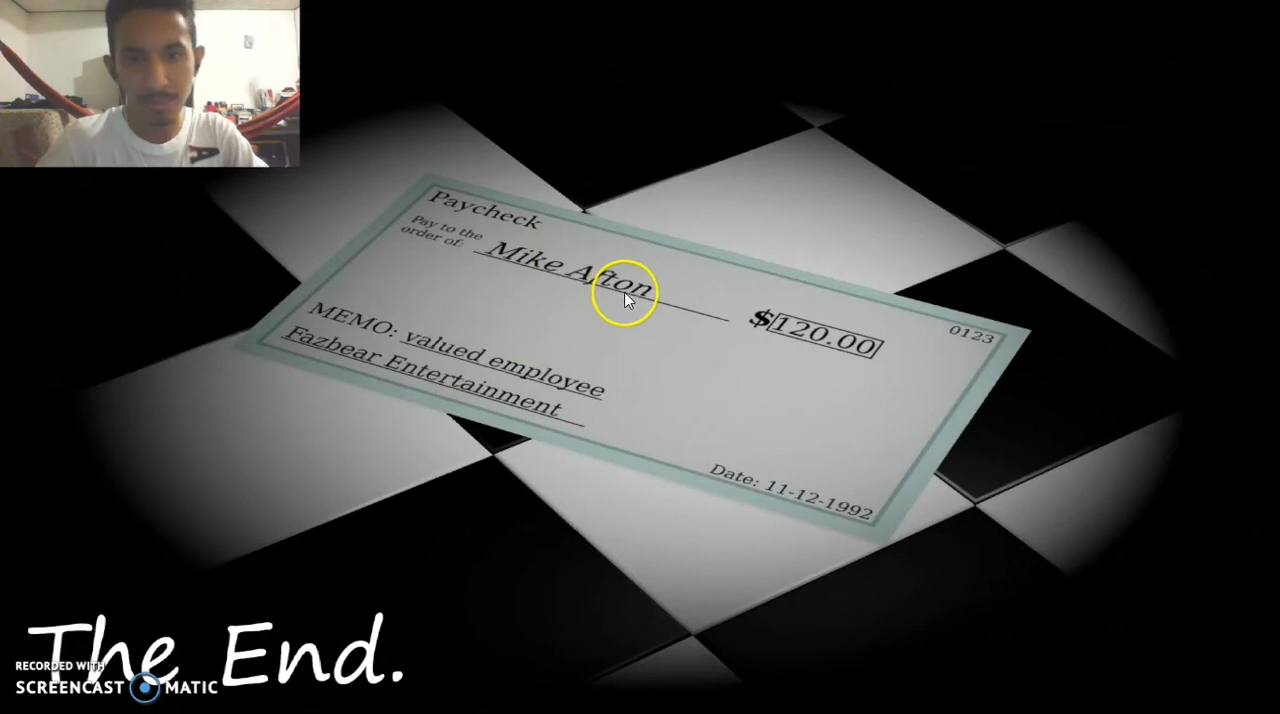 Paycheck
Pay to the
order of:
Mike Afton
$120.00
0123
MEMO: valued employee
Fazbear Entertainment
Date: 11-12-1992
The End.
RECORDED WITH
SCREENCAST MATIC
A